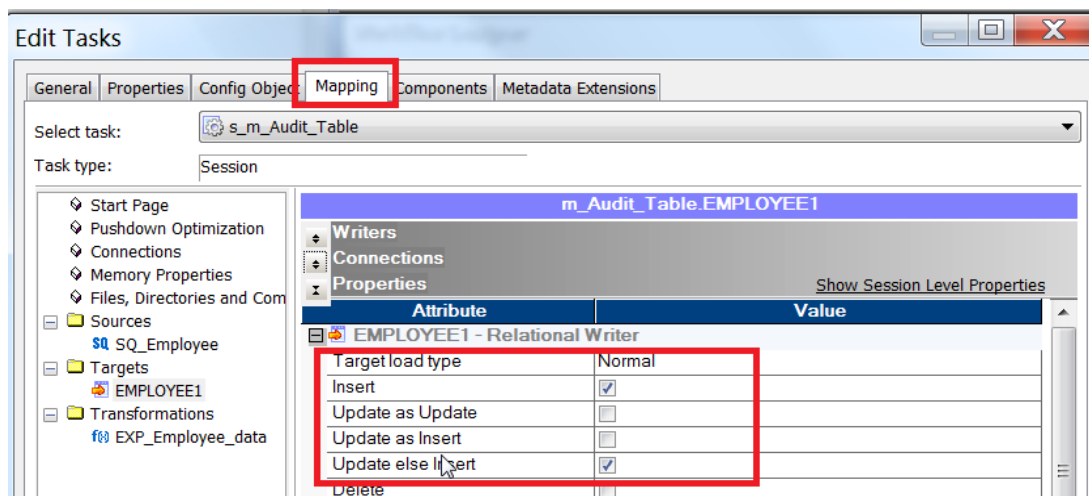 Edit Tasks
General Properties Config Object Mapping Components Metadata Extensions
Select task: s_m_Audit_Table
Task type: Session
Start Page
Pushdown Optimization
Connections
Memory Properties
Files, Directories and Com
Sources
SQ SQ_Employee
Targets
EMPLOYEE1
Transformations
f(x) EXP_Employee_data
m_Audit_Table.EMPLOYEE1
Writers
Connections
Properties Show Session Level Properties
Attribute Value
EMPLOYEE1 - Relational Writer
Target load type Normal
Insert
Update as Update
Update as Insert
Update else Insert
Delete